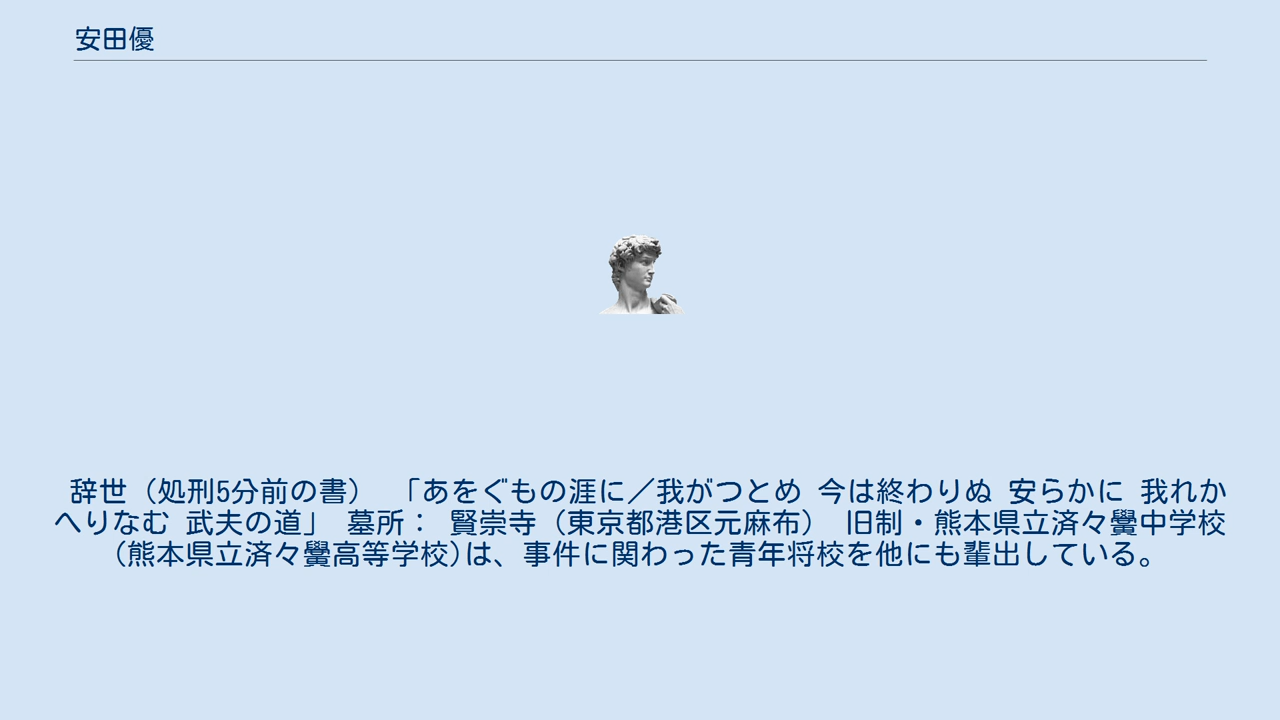 安田優
辞世（処刑5分前の書） 「あをぐもの涯に／我がつとめ 今は終わりぬ 安らかに 我れか
へりなむ 武夫の道」 墓所： 賢崇寺（東京都港区元麻布） 旧制・熊本県立済々黌中学校
(熊本県立済々黌高等学校)は、事件に関わった青年将校を他にも輩出している。